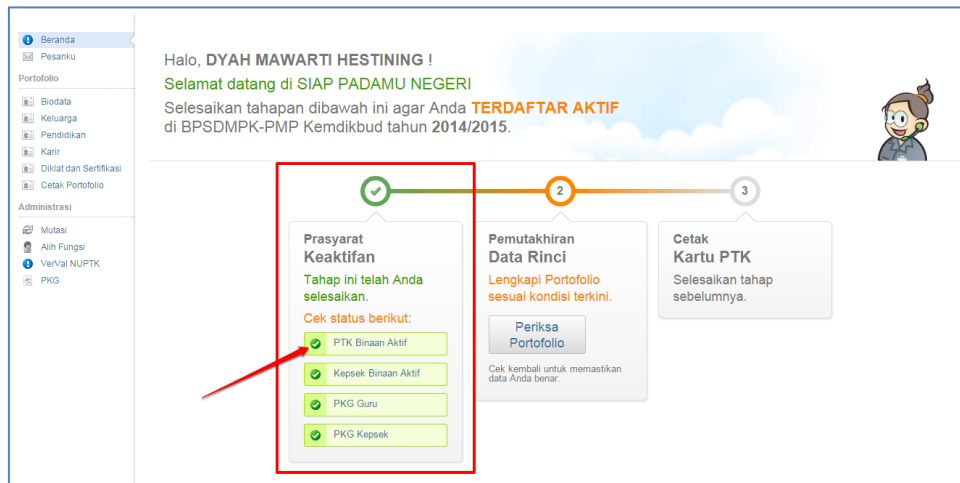 Beranda
Pesanku
Portofolio
Biodata
Keluarga
Pendidikan
Karir
Diklat dan Sertifikasi
Cetak Portofolio
Administrasi
Mutasi
Alih Fungsi
VerVal NUPTK
PKG
Halo, DYAH MAWARTI HESTINING !
Selamat datang di SIAP PADAMU NEGERI
Selesaikan tahapan dibawah ini agar Anda TERDAFTAR AKTIF
di BPSDMPK-PMP Kemdikbud tahun 2014/2015.
Prasyarat
Keaktifan
Tahap ini telah Anda
selesaikan.
Cek status berikut:
PTK Binaan Aktif
Kepsek Binaan Aktif
PKG Guru
PKG Kepsek
2
Pemutakhiran
Data Rinci
Lengkapi Portofolio
sesuai kondisi terkini.
Periksa
Portofolio
Cek kembali untuk memastikan
data Anda benar.
3
Cetak
Kartu PTK
Selesaikan tahap
sebelumnya.